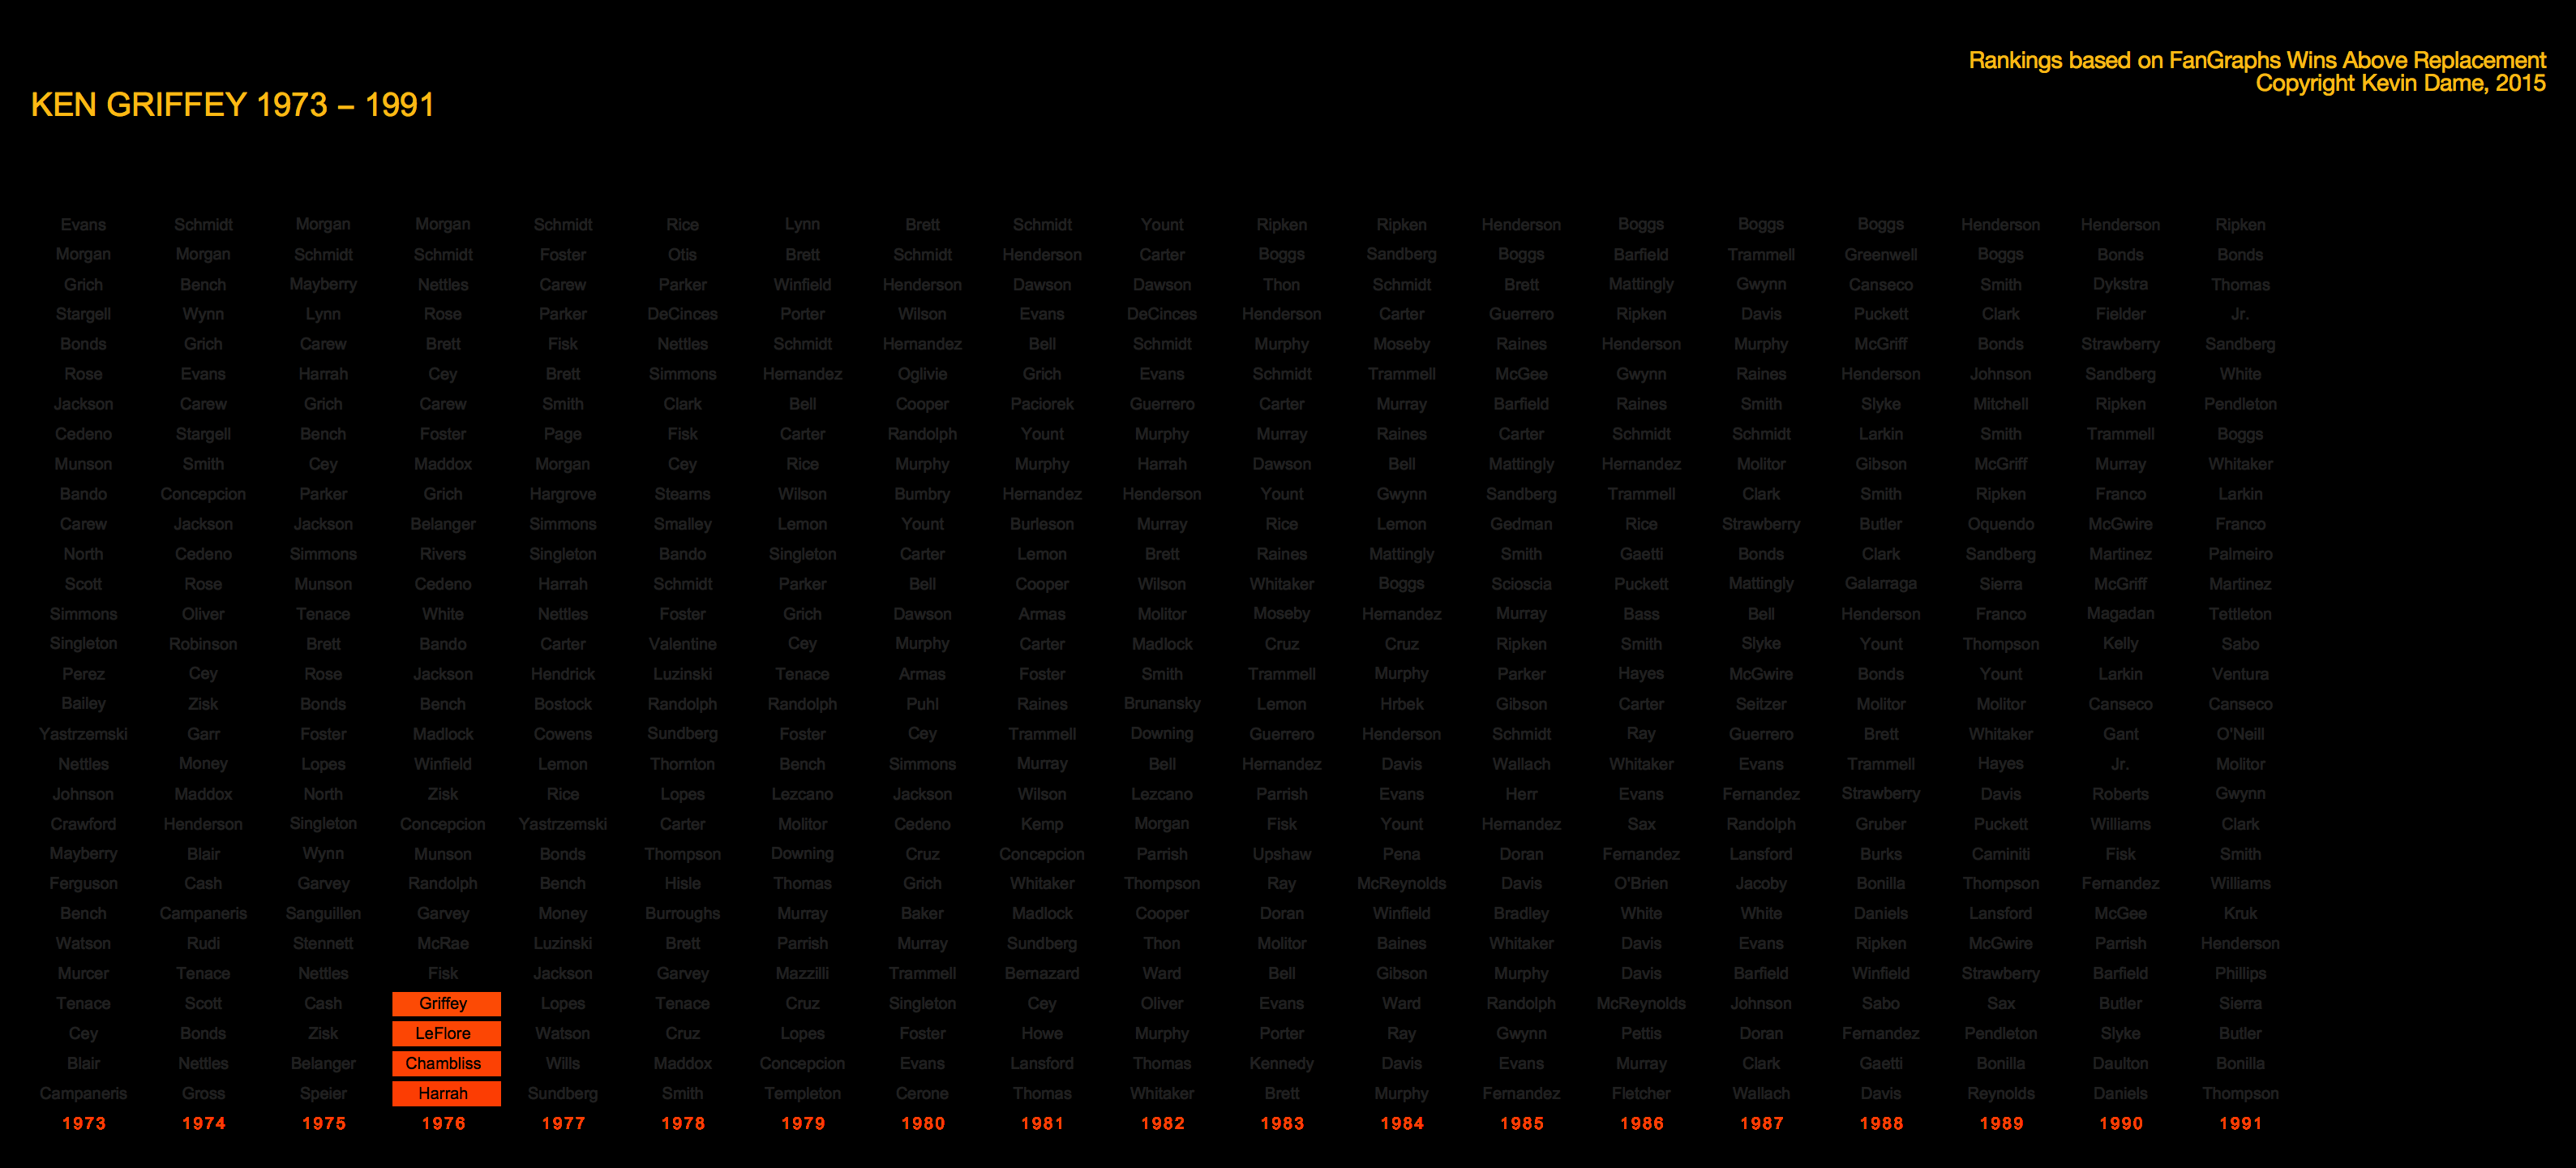 Rankings based on FanGraphs Wins Above Replacement
Copyright Kevin Dame, 2015
KEN GRIFFEY 1973 – 1991
Evans Schmidt Morgan Morgan Schmidt Rice Lynn Brett Schmidt Yount Ripken Ripken Henderson Boggs Boggs Boggs Henderson Henderson Ripken
Morgan Morgan Schmidt Schmidt Foster Otis Brett Schmidt Henderson Carter Boggs Sandberg Boggs Barfield Trammell Greenwell Boggs Bonds Bonds
Grich Bench Mayberry Nettles Carew Parker Winfield Henderson Dawson Dawson Thon Schmidt Brett Mattingly Gwynn Canseco Smith Dykstra Thomas
Stargell Wynn Lynn Rose Parker DeCinces Porter Wilson Evans DeCinces Henderson Carter Guerrero Ripken Davis Puckett Clark Fielder Jr.
Bonds Grich Carew Brett Fisk Nettles Schmidt Hernandez Bell Schmidt Murphy Moseby Raines Henderson Murphy McGriff Bonds Strawberry Sandberg
Rose Evans Harrah Cey Brett Simmons Hernandez Oglivie Grich Evans Schmidt Trammell McGee Gwynn Raines Henderson Johnson Sandberg White
Jackson Carew Grich Carew Smith Clark Bell Cooper Paciorek Guerrero Carter Murray Barfield Raines Smith Slyke Mitchell Ripken Pendleton
Cedeno Stargell Bench Foster Page Fisk Carter Randolph Yount Murphy Murray Raines Carter Schmidt Schmidt Larkin Smith Trammell Boggs
Munson Smith Cey Maddox Morgan Cey Rice Murphy Murphy Harrah Dawson Bell Mattingly Hernandez Molitor Gibson McGriff Murray Whitaker
Bando Concepcion Parker Grich Hargrove Stearns Wilson Bumbry Hernandez Henderson Yount Gwynn Sandberg Trammell Clark Smith Ripken Franco Larkin
Carew Jackson Jackson Belanger Simmons Smalley Lemon Yount Burleson Murray Rice Lemon Gedman Rice Strawberry Butler Oquendo McGwire Franco
North Cedeno Simmons Rivers Singleton Bando Singleton Carter Lemon Brett Raines Mattingly Smith Gaetti Bonds Clark Sandberg Martinez Palmeiro
Scott Rose Munson Cedeno Harrah Schmidt Parker Bell Cooper Wilson Whitaker Boggs Scioscia Puckett Mattingly Galarraga Sierra McGriff Martinez
Simmons Oliver Tenace White Nettles Foster Grich Dawson Armas Molitor Moseby Hernandez Murray Bass Bell Henderson Franco Magadan Tettleton
Singleton Robinson Brett Bando Carter Valentine Cey Murphy Carter Madlock Cruz Cruz Ripken Smith Slyke Yount Thompson Kelly Sabo
Perez Cey Rose Jackson Hendrick Luzinski Tenace Armas Foster Smith Trammell Murphy Parker Hayes McGwire Bonds Yount Larkin Ventura
Bailey Zisk Bonds Bench Bostock Randolph Randolph Puhl Raines Brunansky Lemon Hrbek Gibson Carter Seitzer Molitor Molitor Canseco Canseco
Yastrzemski Garr Foster Madlock Cowens Sundberg Foster Cey Trammell Downing Guerrero Henderson Schmidt Ray Guerrero Brett Whitaker Gant O'Neill
Nettles Money Lopes Winfield Lemon Thornton Bench Simmons Murray Bell Hernandez Davis Wallach Whitaker Evans Trammell Hayes Jr. Molitor
Johnson Maddox North Zisk Rice Lopes Lezcano Jackson Wilson Lezcano Parrish Evans Herr Evans Fernandez Strawberry Davis Roberts Gwynn
Crawford Henderson Singleton Concepcion Yastrzemski Carter Molitor Cedeno Kemp Morgan Fisk Yount Hernandez Sax Randolph Gruber Puckett Williams Clark
Mayberry Blair Wynn Munson Bonds Thompson Downing Cruz Concepcion Parrish Upshaw Pena Doran Fernandez Lansford Burks Caminiti Fisk Smith
Ferguson Cash Garvey Randolph Bench Hisle Thomas Grich Whitaker Thompson Ray McReynolds Davis O'Brien Jacoby Bonilla Thompson Fernandez Williams
Bench Campaneris Sanguillen Garvey Money Burroughs Murray Baker Madlock Cooper Doran Winfield Bradley White White Daniels Lansford McGee Kruk
Watson Rudi Stennett McRae Luzinski Brett Parrish Murray Sundberg Thon Molitor Baines Whitaker Davis Evans Ripken McGwire Parrish Henderson
Murcer Tenace Nettles Fisk Jackson Garvey Mazzilli Trammell Bernazard Ward Bell Gibson Murphy Davis Barfield Winfield Strawberry Barfield Phillips
Tenace Scott Cash Griffey Lopes Tenace Cruz Singleton Cey Oliver Evans Ward Randolph McReynolds Johnson Sabo Sax Butler Sierra
Cey Bonds Zisk LeFlore Watson Cruz Lopes Foster Howe Murphy Porter Ray Gwynn Pettis Doran Fernandez Pendleton Slyke Butler
Blair Nettles Belanger Chambliss Wills Maddox Concepcion Evans Lansford Thomas Kennedy Davis Evans Murray Clark Gaetti Bonilla Daulton Bonilla
Campaneris Gross Speier Harrah Sundberg Smith Templeton Cerone Thomas Whitaker Brett Murphy Fernandez Fletcher Wallach Davis Reynolds Daniels Thompson
1973 1974 1975 1976 1977 1978 1979 1980 1981 1982 1983 1984 1985 1986 1987 1988 1989 1990 1991